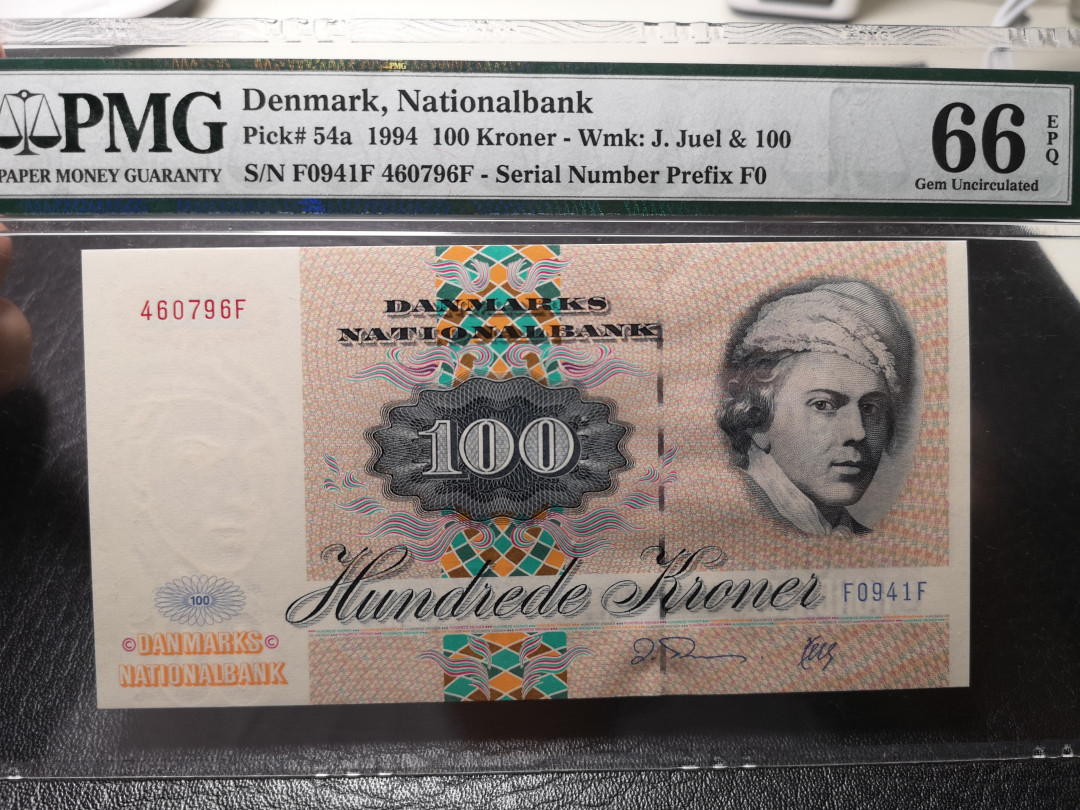 PMG
PMG
PAPER MONEY GUARANTY
Denmark, Nationalbank
Pick# 54a 1994 100 Kroner - Wmk: J. Juel & 100
S/N F0941F 460796F - Serial Number Prefix F0
66
EPQ
Gem Uncirculated
460796F
DANMARKS
NATIONALBANK
100
Hundrede Kroner
F0941F
100
©DANMARKS©
NATIONALBANK